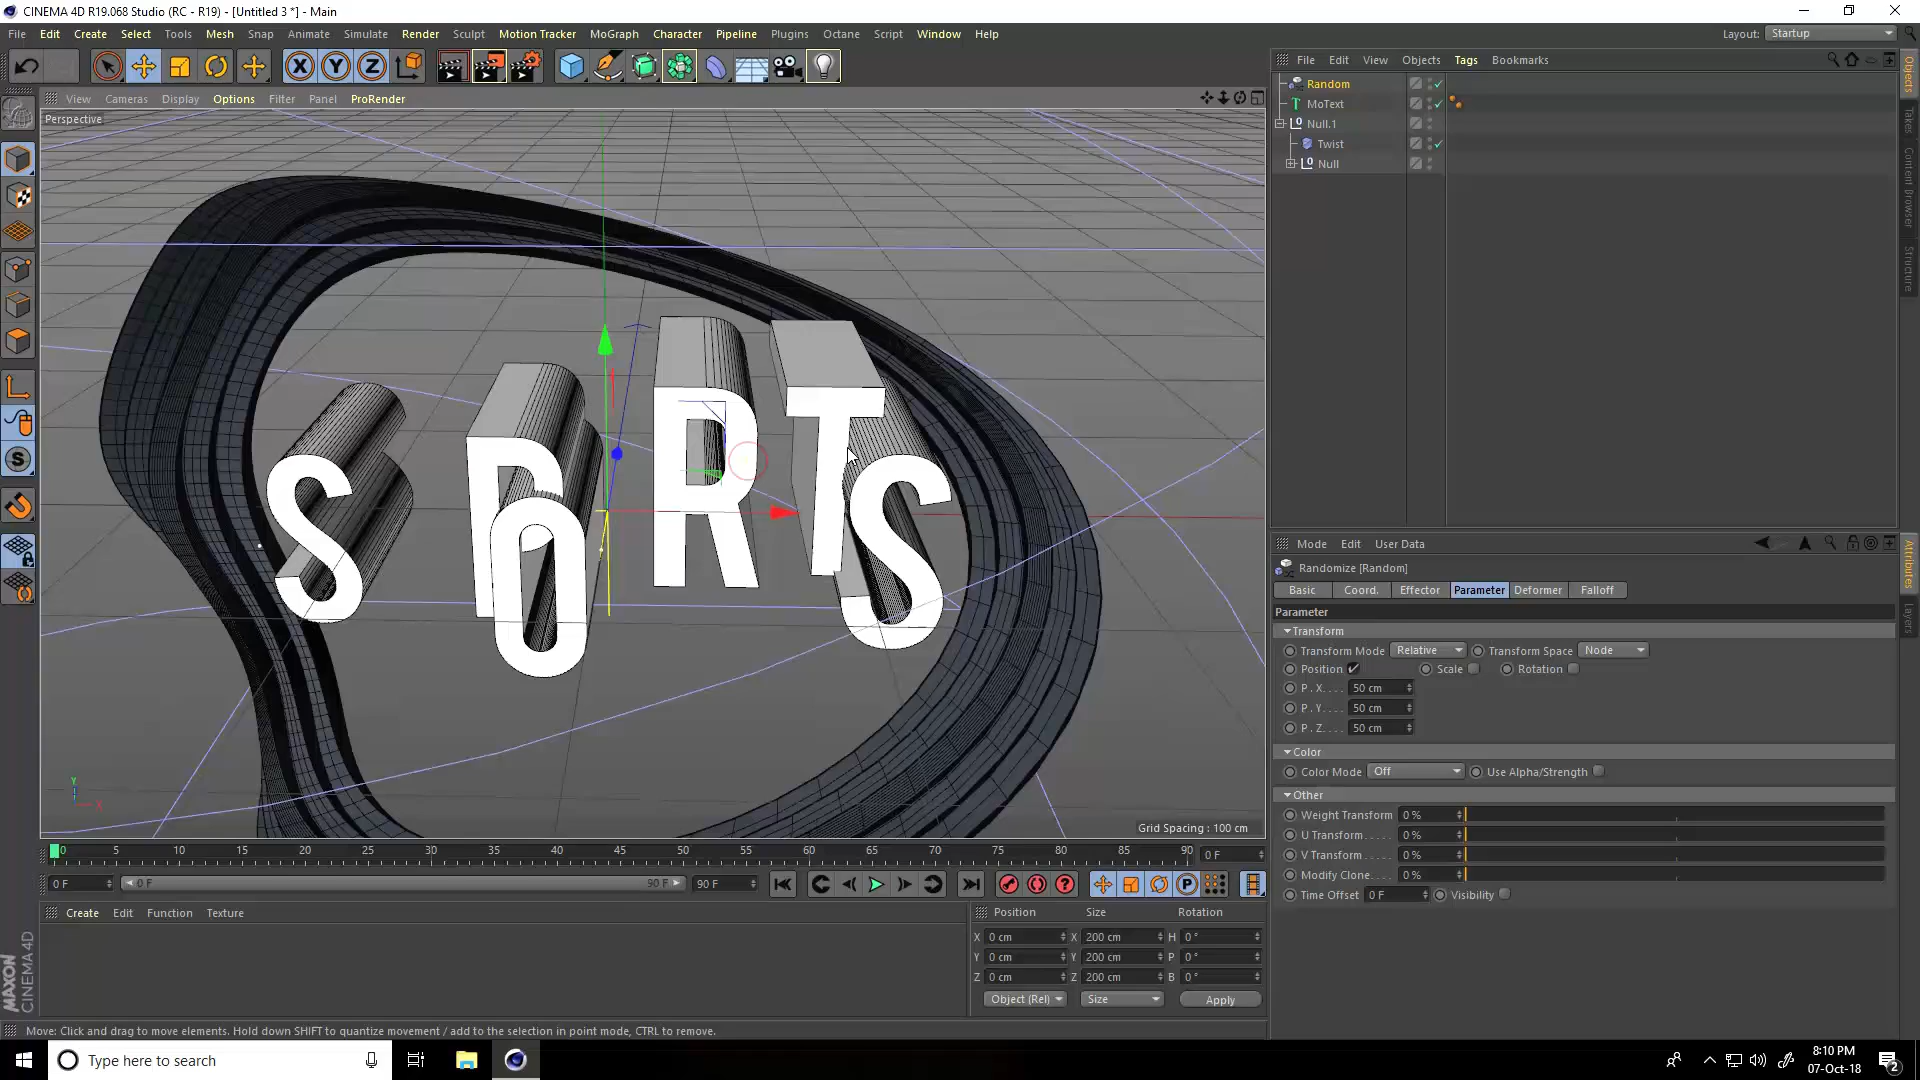 CINEMA 4D R19.068 Studio (RC - R19) - [Untitled 3 *] - Main
File Edit Create Select Tools Mesh Snap Animate Simulate Render Sculpt Motion Tracker MoGraph Character Pipeline Plugins Octane Script Window Help
Layout: Startup
X Y Z
View Cameras Display Options Filter Panel ProRender
Perspective
SPORTS
Y
X
Grid Spacing : 100 cm
File Edit View Objects Tags Bookmarks
Random
MoText
Null.1
Twist
Null
Objects
Takes
Content Browser
Structure
Mode Edit User Data
Randomize [Random]
Basic Coord. Effector Parameter Deformer Falloff
Parameter
Transform
Transform Mode Relative Transform Space Node
Position Scale Rotation
P . X 50 cm
P . Y 50 cm
P . Z 50 cm
Color
Color Mode Off Use Alpha/Strength
Other
Weight Transform 0 %
U Transform 0 %
V Transform 0 %
Modify Clone 0 %
Time Offset 0 F Visibility
Attributes
Layers
0 5 10 15 20 25 30 35 40 45 50 55 60 65 70 75 80 85 90 0 F
0 F 0 F 90 F 90 F
Create Edit Function Texture
Position Size Rotation
X 0 cm X 200 cm H 0 °
Y 0 cm Y 200 cm P 0 °
Z 0 cm Z 200 cm B 0 °
Object (Rel) Size Apply
MAXON
CINEMA 4D
Move: Click and drag to move elements. Hold down SHIFT to quantize movement / add to the selection in point mode, CTRL to remove.
Type here to search
8:10 PM
07-Oct-18
2